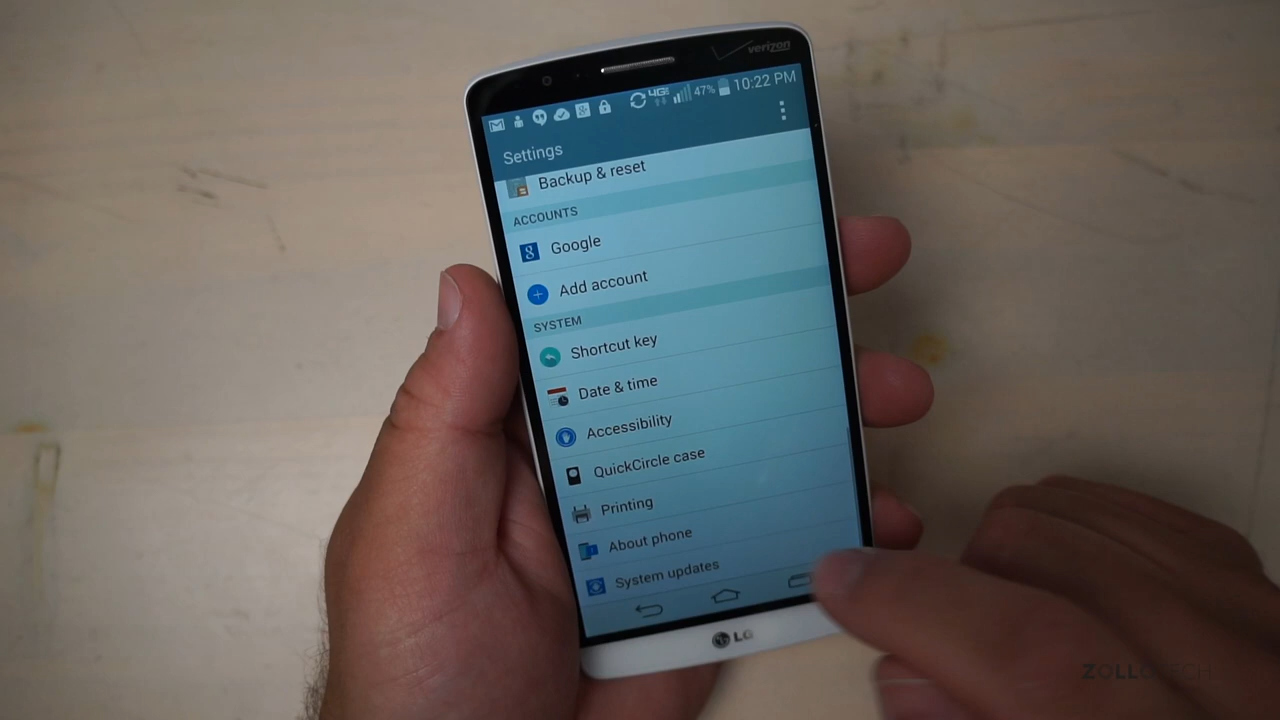 verizon
4G 47% 10:22 PM
Settings
Backup & reset
ACCOUNTS
Google
Add account
SYSTEM
Shortcut key
Date & time
Accessibility
QuickCircle case
Printing
About phone
System updates
LG
ZOLLOTECH